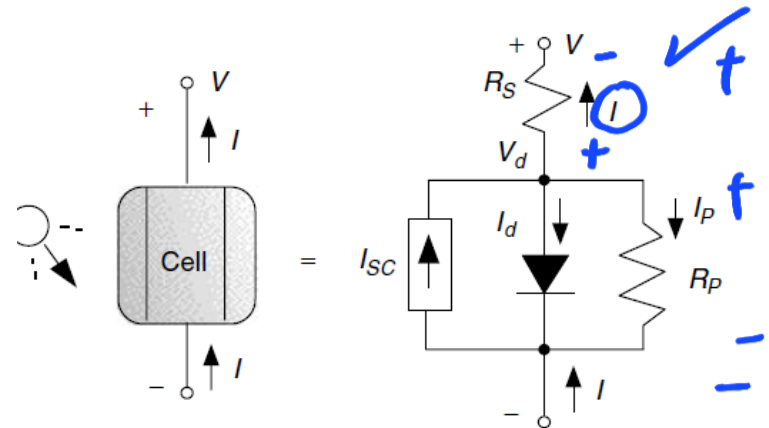 + V
+ V - ✓ t
R_S I
+ I
V_d +
I_d I_P t
Cell = I_SC R_P
- I - I -
-